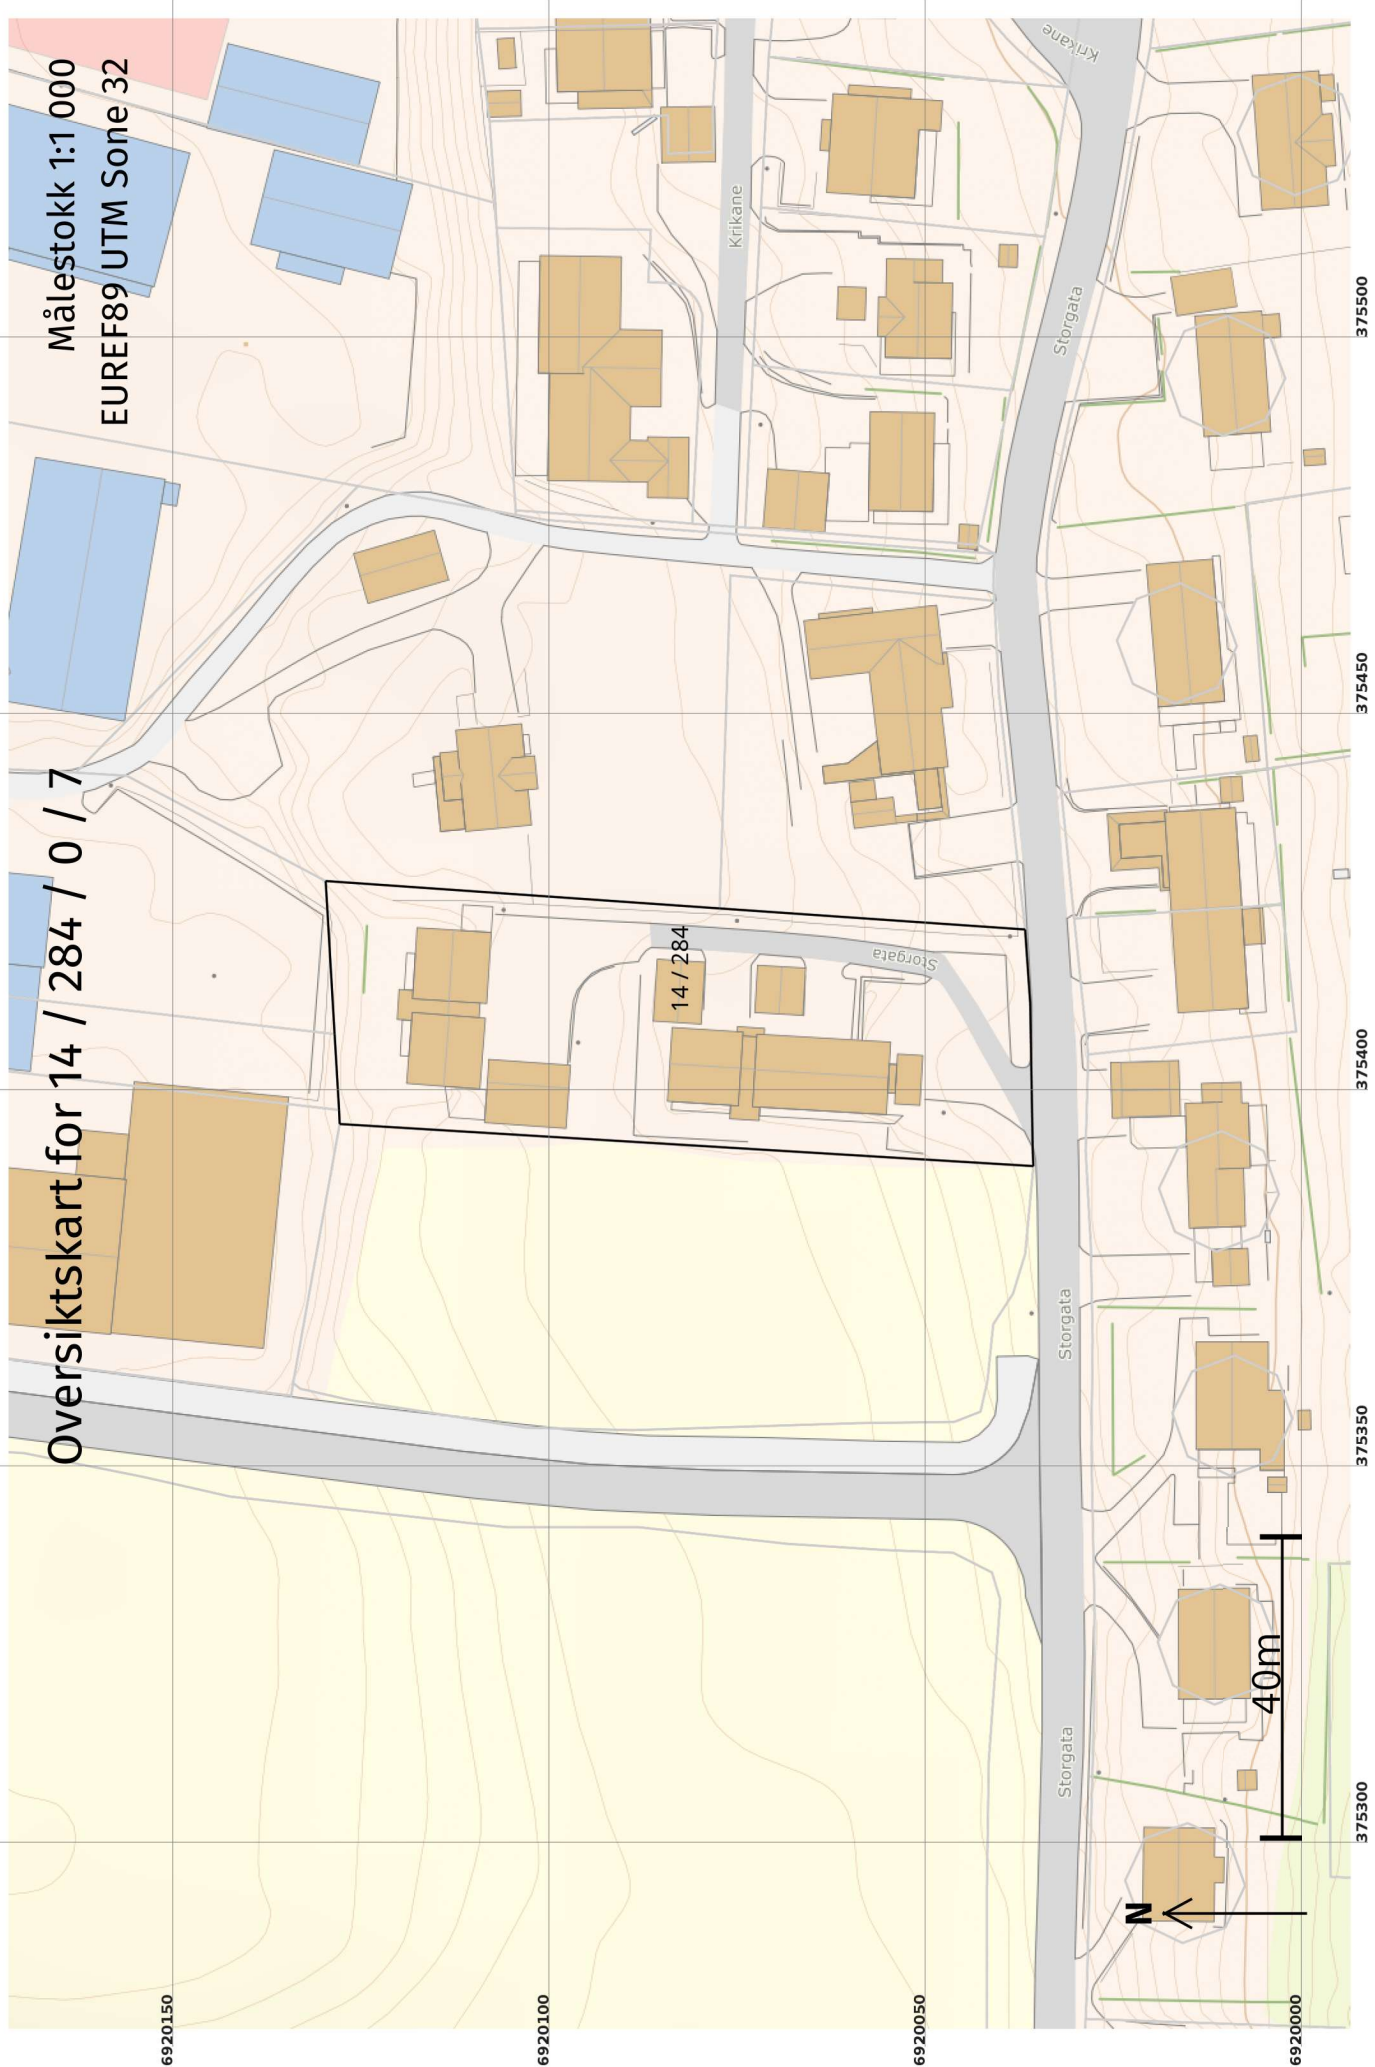 Oversiktskart for 14 / 284 / 0 / 7
Målestokk 1:1 000
EUREF89 UTM Sone 32
Krikane
Krikane
Storgata
14 / 284
Storgata
Storgata
Storgata
40m
N
6920150
6920100
6920050
6920000
375300
375350
375400
375450
375500